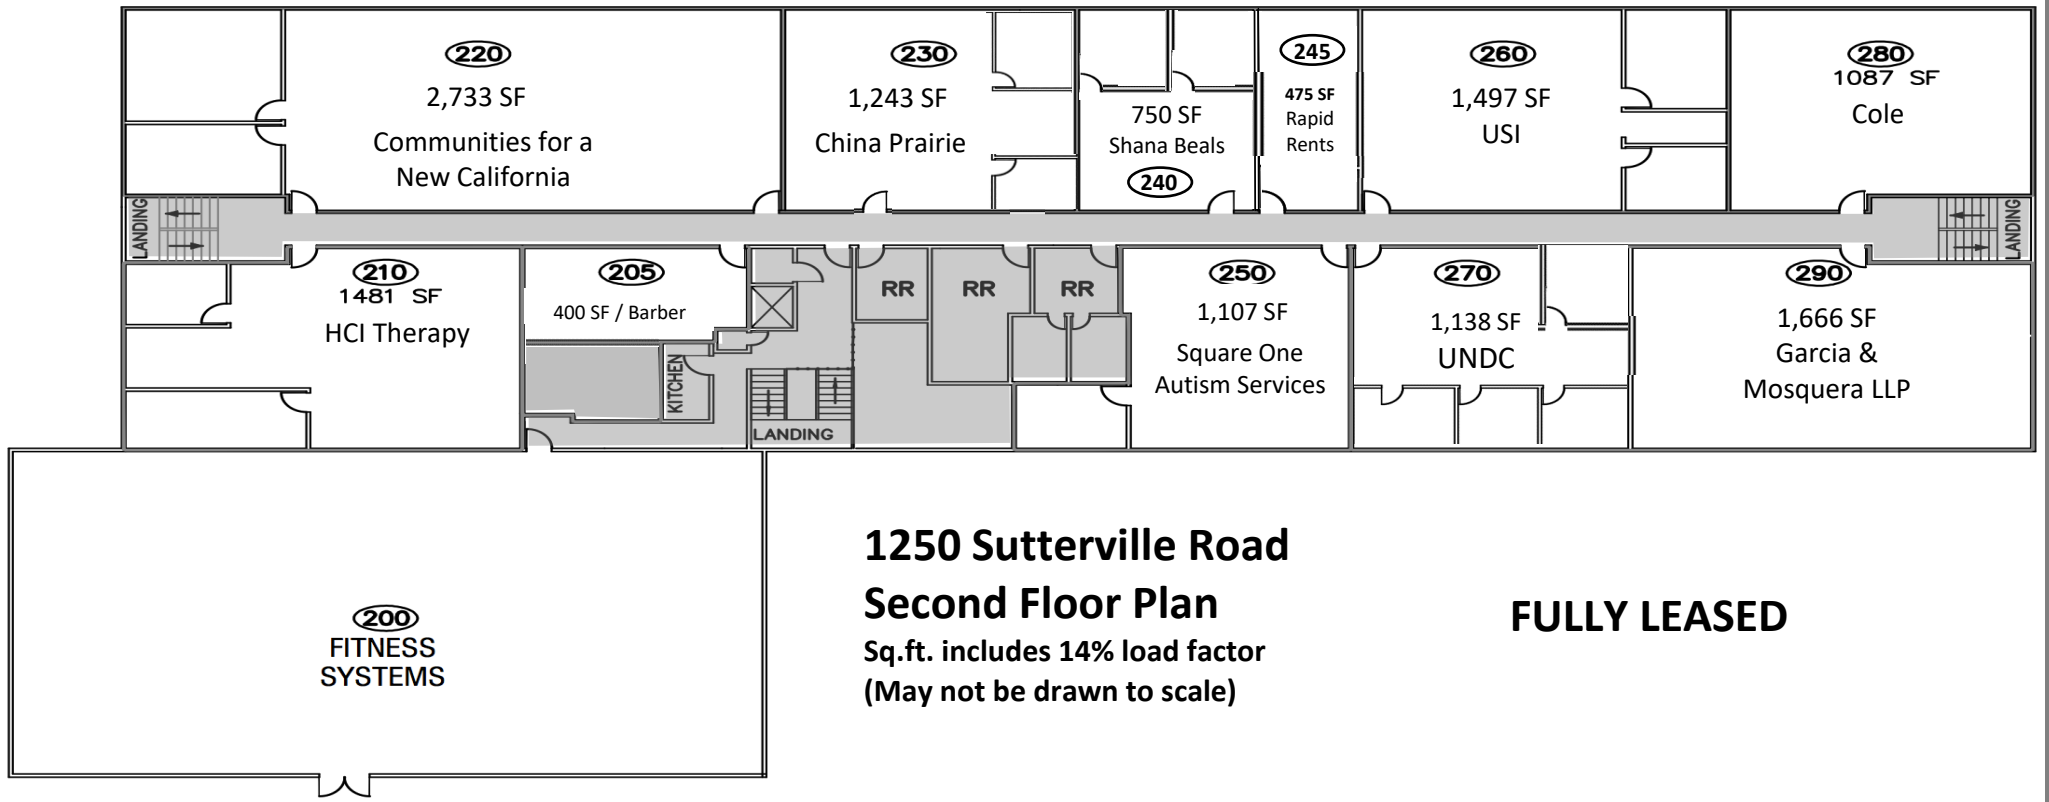 220
2,733 SF
Communities for a
New California
230
1,243 SF
China Prairie
750 SF
Shana Beals
240
245
475 SF
Rapid
Rents
260
1,497 SF
USI
280
1087 SF
Cole
LANDING
LANDING
210
1481 SF
HCI Therapy
205
400 SF / Barber
KITCHEN
LANDING
RR
RR
RR
250
1,107 SF
Square One
Autism Services
270
1,138 SF
UNDC
290
1,666 SF
Garcia &
Mosquera LLP
200
FITNESS
SYSTEMS
1250 Sutterville Road
Second Floor Plan
Sq.ft. includes 14% load factor
(May not be drawn to scale)
FULLY LEASED